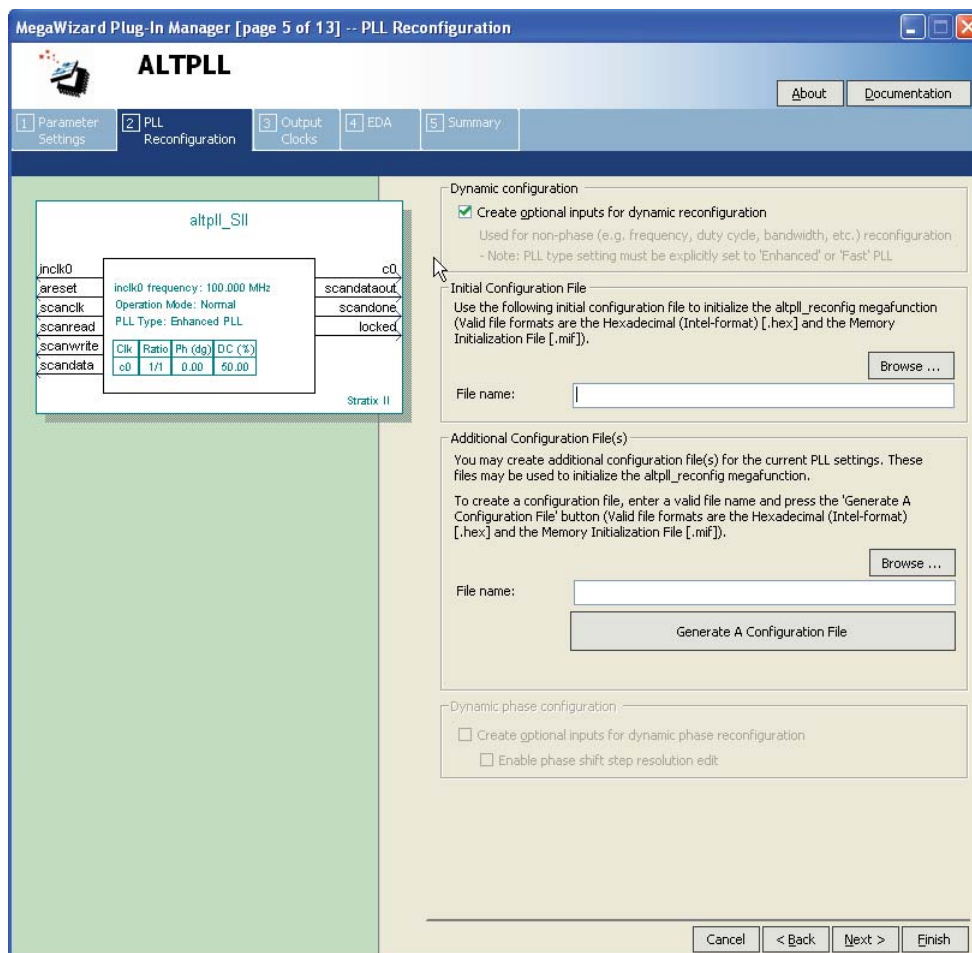 MegaWizard Plug-In Manager [page 5 of 13] -- PLL Reconfiguration
ALTPLL
About
Documentation
1 Parameter Settings
2 PLL Reconfiguration
3 Output Clocks
4 EDA
5 Summary
altpll_SII
inclk0
areset
scanclk
scanread
scanwrite
scandata
inclk0 frequency: 100.000 MHz
Operation Mode: Normal
PLL Type: Enhanced PLL
Clk Ratio Ph (dg) DC (%)
c0 1/1 0.00 50.00
c0
scandataout
scandone
locked
Stratix II
Dynamic configuration
Create optional inputs for dynamic reconfiguration
Used for non-phase (e.g. frequency, duty cycle, bandwidth, etc.) reconfiguration
- Note: PLL type setting must be explicitly set to 'Enhanced' or 'Fast' PLL
Initial Configuration File
Use the following initial configuration file to initialize the altpll_reconfig megafunction
(Valid file formats are the Hexadecimal (Intel-format) [.hex] and the Memory
Initialization File [.mif]).
Browse ...
File name:
Additional Configuration File(s)
You may create additional configuration file(s) for the current PLL settings. These
files may be used to initialize the altpll_reconfig megafunction.
To create a configuration file, enter a valid file name and press the 'Generate A
Configuration File' button (Valid file formats are the Hexadecimal (Intel-format)
[.hex] and the Memory Initialization File [.mif]).
Browse ...
File name:
Generate A Configuration File
Dynamic phase configuration
Create optional inputs for dynamic phase reconfiguration
Enable phase shift step resolution edit
Cancel
< Back
Next >
Finish